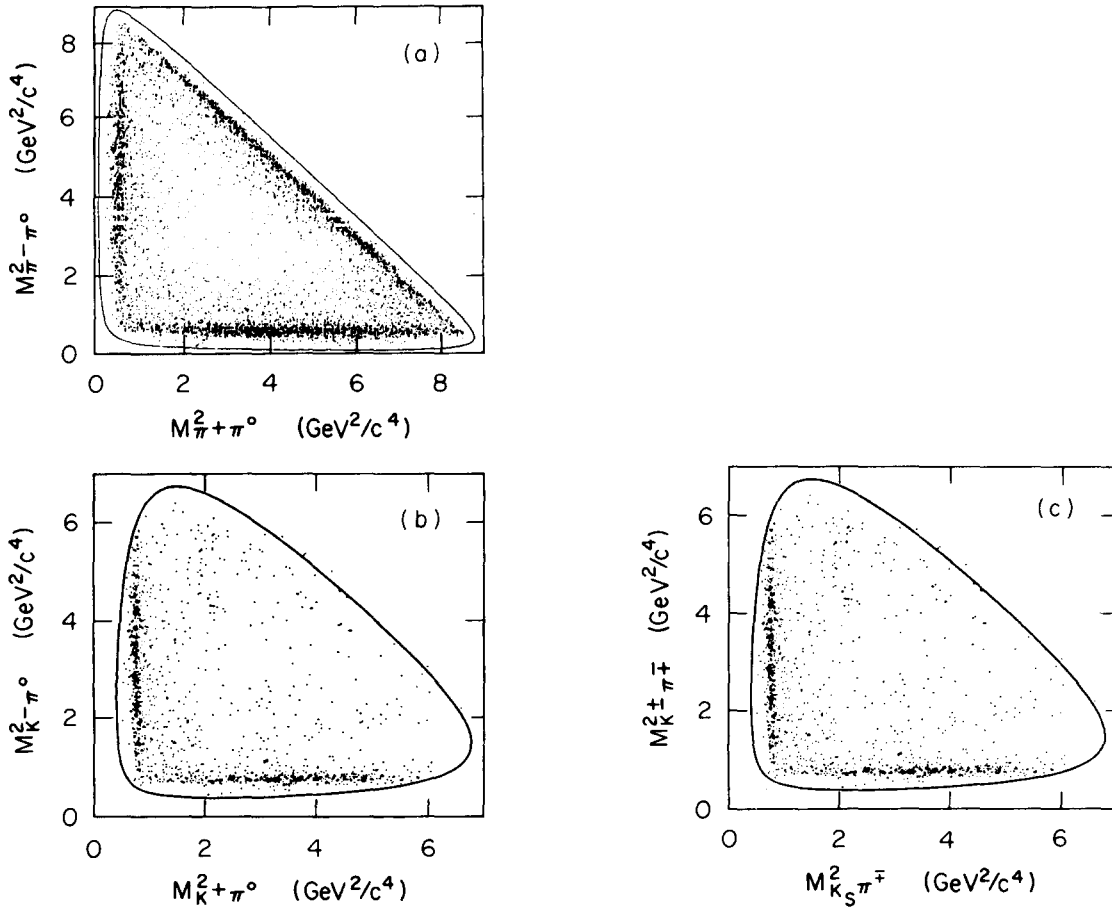 (a)
M²π⁻π⁰ (GeV²/c⁴)
8
6
4
2
0
0 2 4 6 8
M²π⁺π⁰ (GeV²/c⁴)
(b)
M²K⁻π⁰ (GeV²/c⁴)
6
4
2
0
0 2 4 6
M²K⁺π⁰ (GeV²/c⁴)
(c)
M²K±π∓ (GeV²/c⁴)
6
4
2
0
0 2 4 6
M²K_Sπ∓ (GeV²/c⁴)